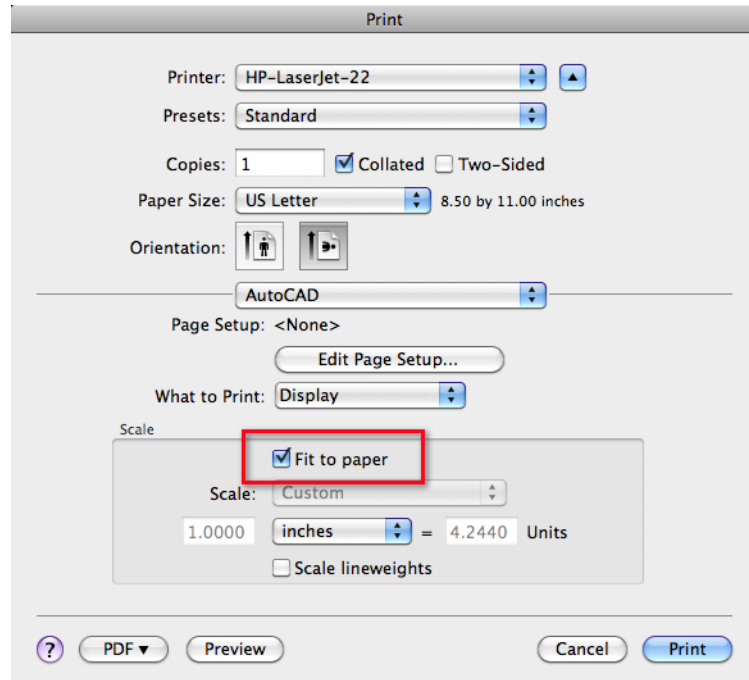 Print
Printer: HP-LaserJet-22
Presets: Standard
Copies: 1 Collated Two-Sided
Paper Size: US Letter 8.50 by 11.00 inches
Orientation:
AutoCAD
Page Setup: <None>
Edit Page Setup...
What to Print: Display
Scale
Fit to paper
Scale: Custom
1.0000 inches = 4.2440 Units
Scale lineweights
? PDF ▾ Preview Cancel Print